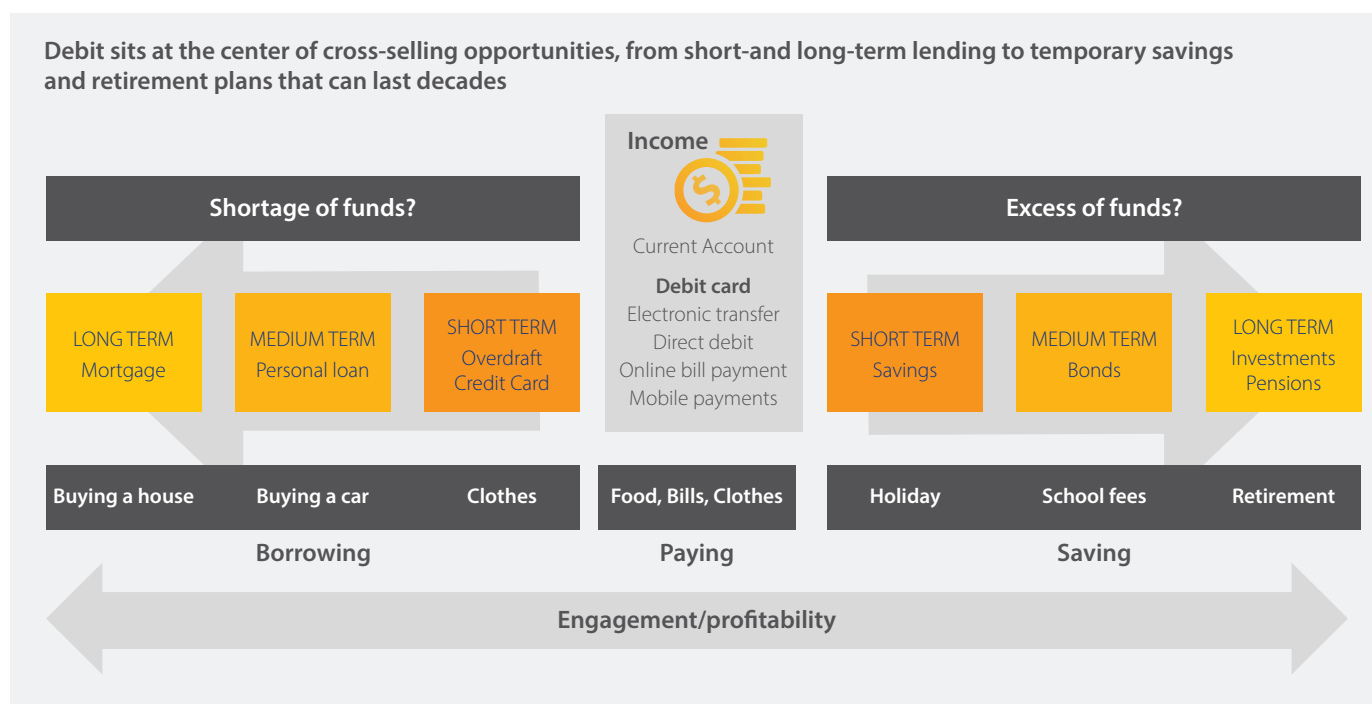 Debit sits at the center of cross-selling opportunities, from short-and long-term lending to temporary savings
and retirement plans that can last decades
Shortage of funds?
LONG TERM
Mortgage
MEDIUM TERM
Personal loan
SHORT TERM
Overdraft
Credit Card
Buying a house
Buying a car
Clothes
Borrowing
Income
$
Current Account
Debit card
Electronic transfer
Direct debit
Online bill payment
Mobile payments
Food, Bills, Clothes
Paying
Excess of funds?
SHORT TERM
Savings
MEDIUM TERM
Bonds
LONG TERM
Investments
Pensions
Holiday
School fees
Retirement
Saving
Engagement/profitability